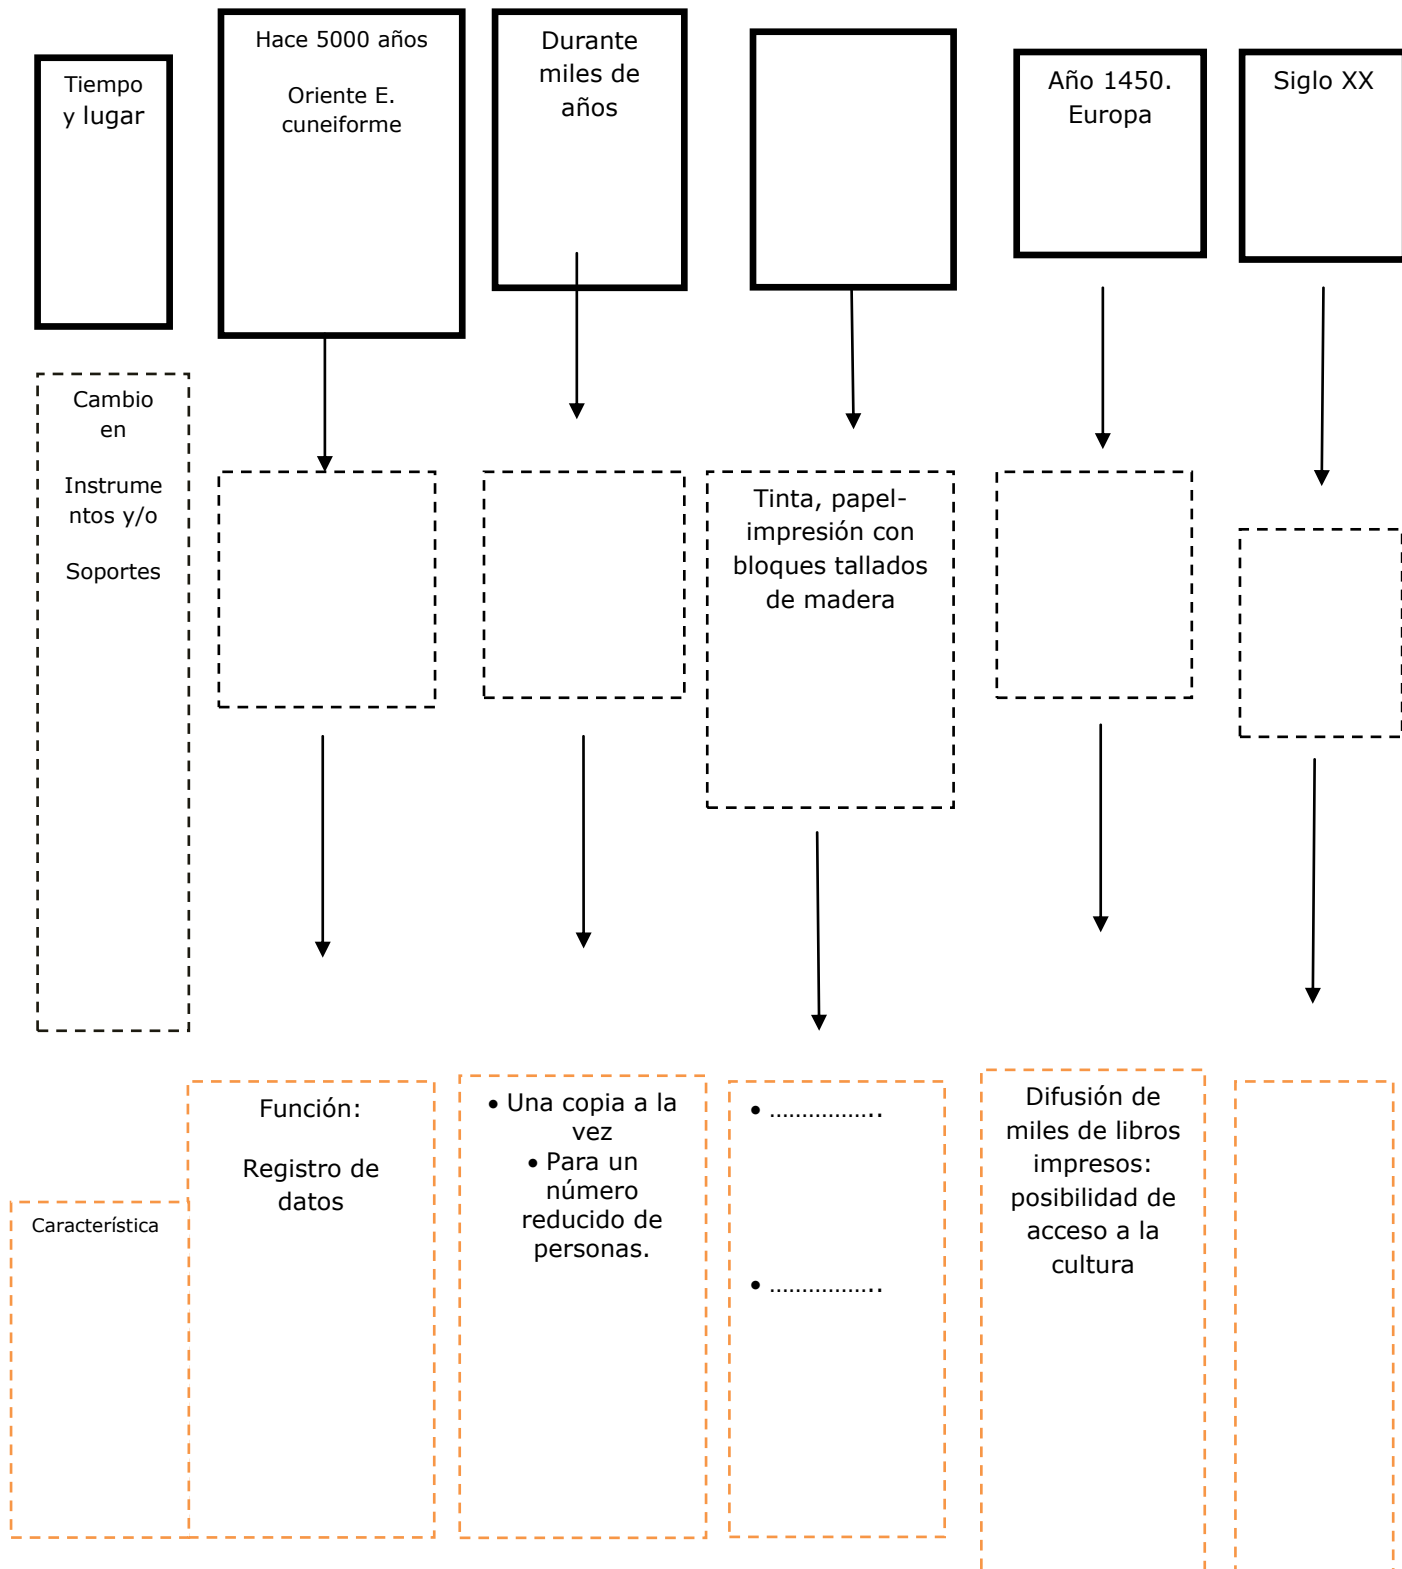 Tiempo
y lugar
Hace 5000 años
Oriente E.
cuneiforme
Durante
miles de
años
Año 1450.
Europa
Siglo XX
Cambio
en
Instrume
ntos y/o
Soportes
Tinta, papel-
impresión con
bloques tallados
de madera
Característica
Función:
Registro de
datos
• Una copia a la
vez
• Para un
número
reducido de
personas.
• ……………..
• ……………..
Difusión de
miles de libros
impresos:
posibilidad de
acceso a la
cultura